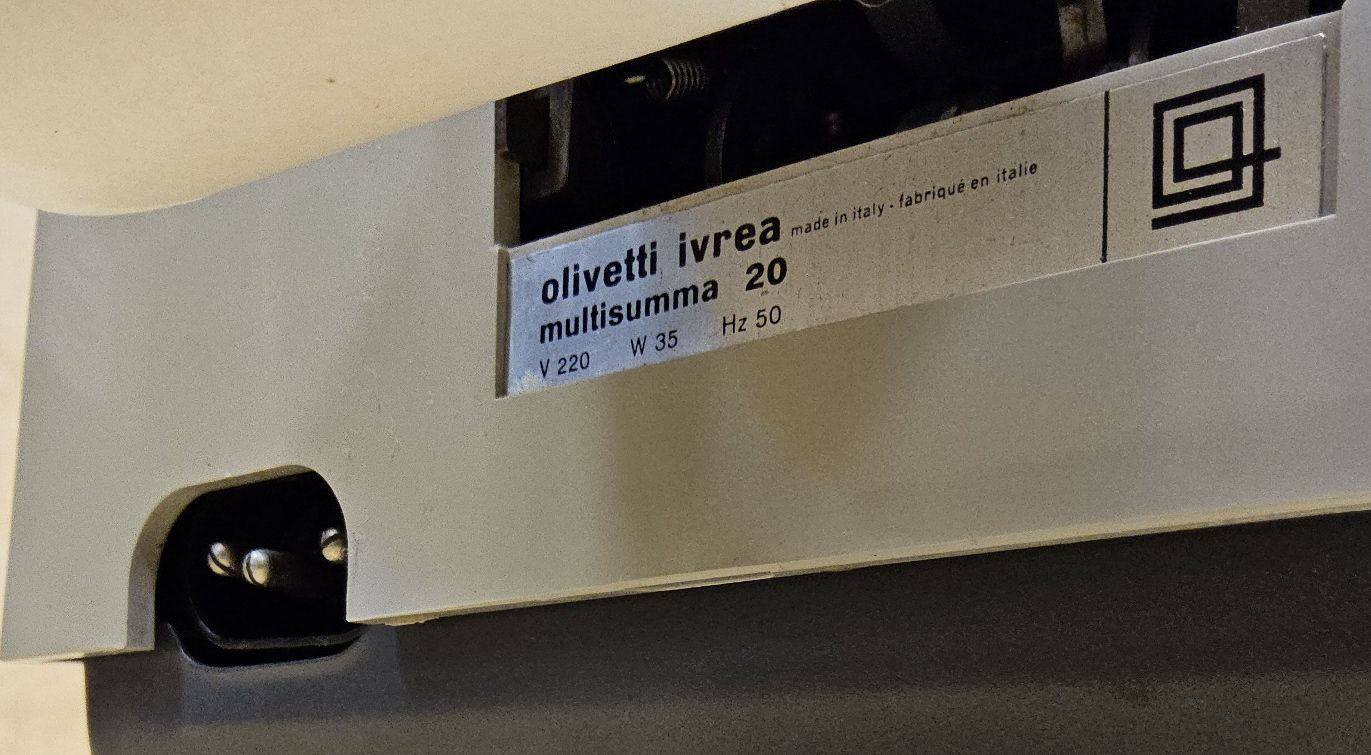 olivetti ivrea made in italy · fabriqué en italie
multisumma 20
V 220 W 35 Hz 50